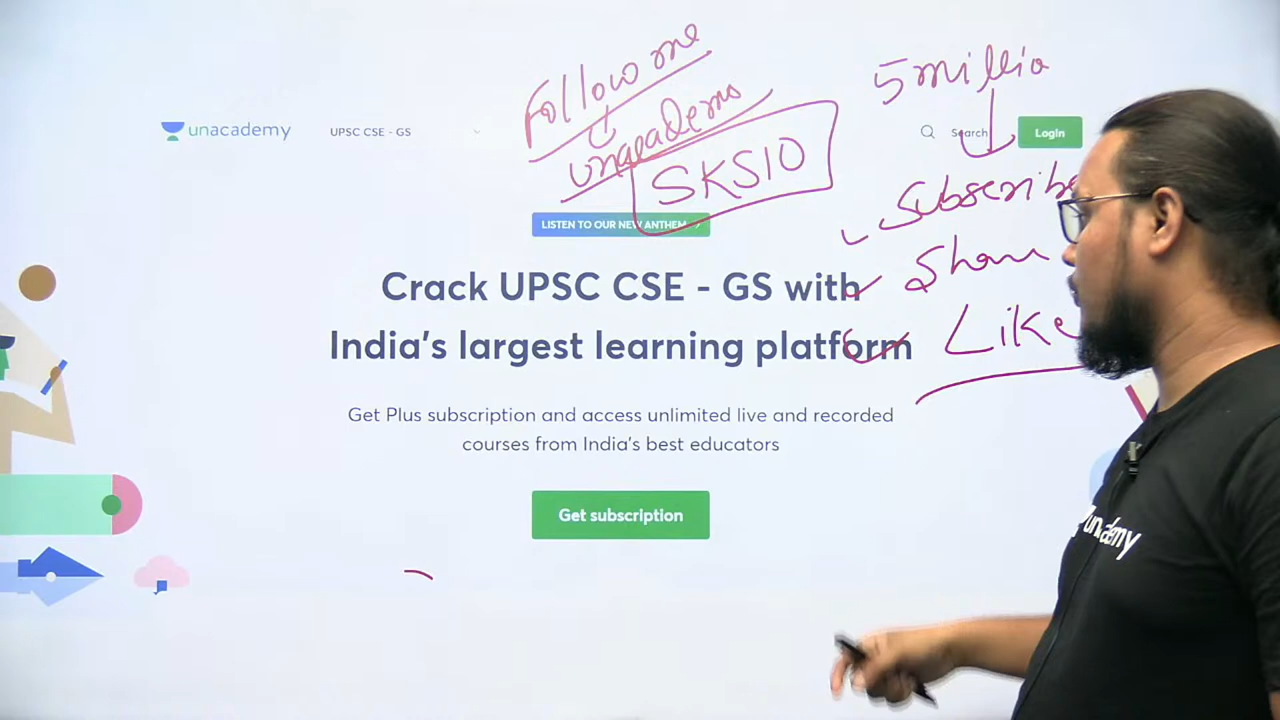 Follow me
unacademy
SKS10
5 millio
Subscribe
Share
Like
unacademy
UPSC CSE - GS
Search
Login
LISTEN TO OUR NEW ANTHEM
Crack UPSC CSE - GS with
India's largest learning platform
Get Plus subscription and access unlimited live and recorded
courses from India's best educators
Get subscription
unacademy